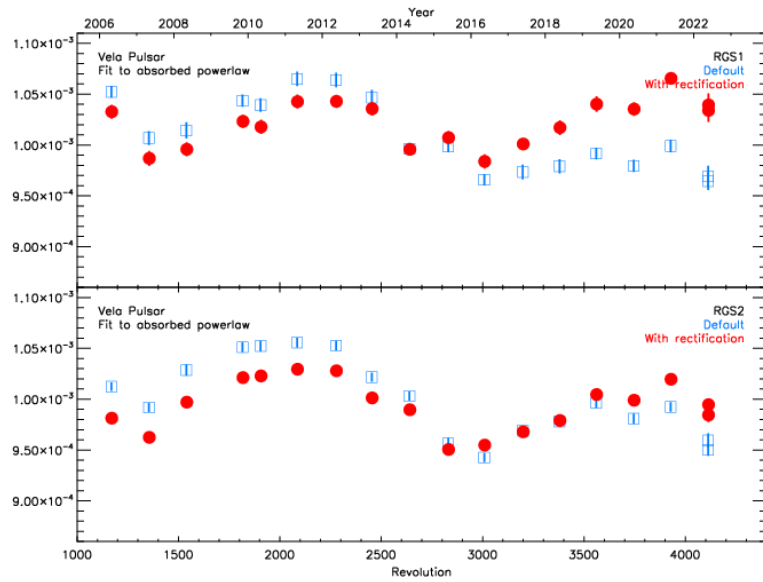 Year
2006 2008 2010 2012 2014 2016 2018 2020 2022
1.10×10⁻³
Vela Pulsar
Fit to absorbed powerlaw
RGS1
Default
With rectification
1.05×10⁻³
1.00×10⁻³
9.50×10⁻⁴
9.00×10⁻⁴
1.10×10⁻³
Vela Pulsar
Fit to absorbed powerlaw
RGS2
Default
With rectification
1.05×10⁻³
1.00×10⁻³
9.50×10⁻⁴
9.00×10⁻⁴
1000 1500 2000 2500 3000 3500 4000
Revolution